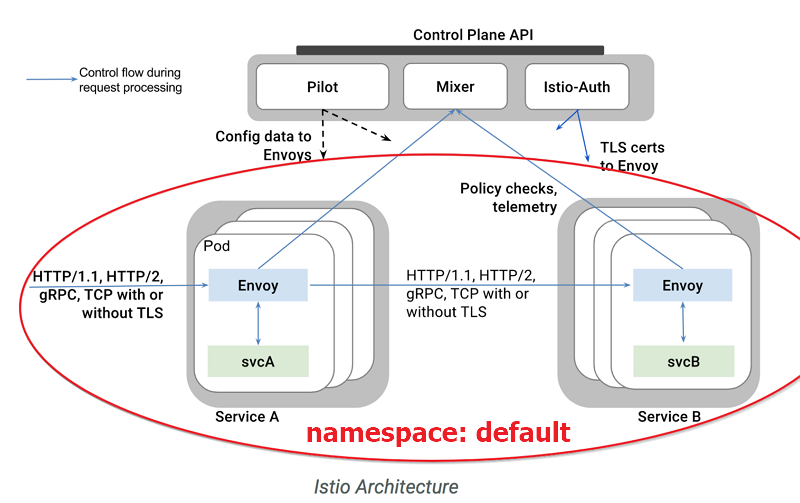 Control Plane API
Control flow during
request processing
Pilot
Mixer
Istio-Auth
Config data to
Envoys
TLS certs
to Envoy
Policy checks,
telemetry
Pod
HTTP/1.1, HTTP/2,
gRPC, TCP with or
without TLS
Envoy
HTTP/1.1, HTTP/2,
gRPC, TCP with or
without TLS
Envoy
svcA
svcB
Service A
Service B
namespace: default
Istio Architecture